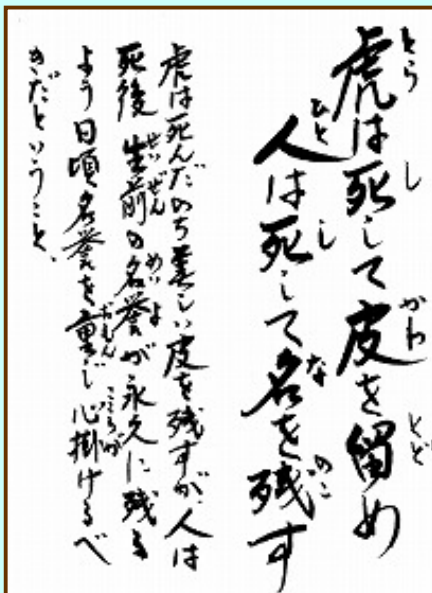 虎は死して皮を留め
人は死して名を残す
虎は死んだのち美しい皮を残すが、人は
死後 生前の名誉が永久に残る
よう日頃名誉を重んじ心掛けるべ
きだということ、